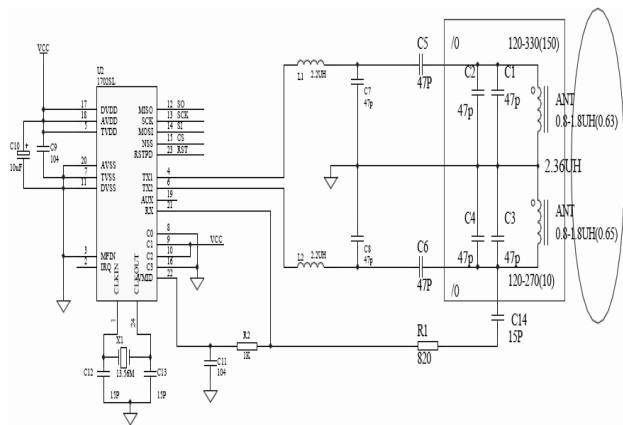 VCC
U2
1702SL
17 DVDD
18 AVDD
5 TVDD
20 AVSS
7 TVSS
11 DVSS
3 MFIN
2 IRQ
MISO 12 SO
SCK 13 SCK
MOSI 14 SI
NSS 15 CS
RSTPD 23 RST
TX1 4
TX2 6
AUX 19
RX 21
C0 8
C1 9 VCC
C2 10
C3 16
VMID 22
CLKIN
CLKOUT
1
24
C10
10uF
C9
104
X1
13.56M
C12
15P
C13
15P
L1 2.2UH
L2 2.2UH
C7
47p
C8
47p
C5
47P
C6
47P
/0
120-330(150)
C2
47p
C1
47p
ANT
0.8-1.8UH(0.63)
2.36UH
C4
47p
C3
47p
ANT
0.8-1.8UH(0.65)
/0
120-270(10)
C14
15P
R1
820
R2
1K
C11
104